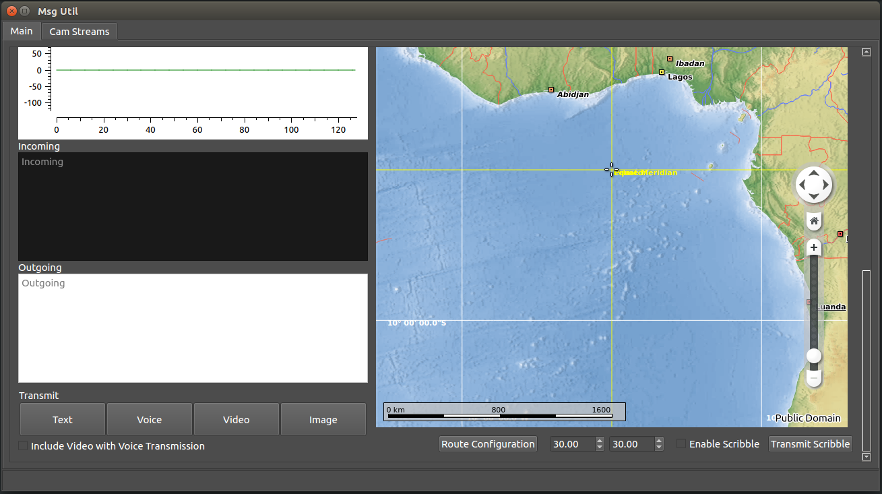 Msg Util
Main
Cam Streams
50
0
-50
-100
0 20 40 60 80 100 120
Incoming
Incoming
Outgoing
Outgoing
Transmit
Text
Voice
Video
Image
Include Video with Voice Transmission
Ibadan
Lagos
Abidjan
Meridian
uanda
10° 00' 00.0"S
0 km 800 1600
Public Domain
+
Route Configuration
30.00
30.00
Enable Scribble
Transmit Scribble